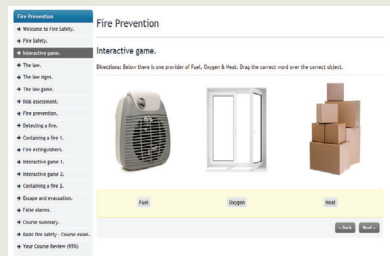 Fire Prevention
Welcome to Fire Safety.
Fire Safety.
Interactive game.
The law.
The law signs.
The law game.
Risk assessment.
Fire prevention.
Detecting a fire.
Containing a fire 1.
Fire extinguishers.
Interactive game 1.
Interactive game 2.
Containing a fire 2.
Escape and evacuation.
False alarms.
Course summary.
Basic fire safety - Course exam.
Your Course Review (93%)
Fire Prevention
Interactive game.
Directions: Below there is one provider of Fuel, Oxygen & Heat. Drag the correct word over the correct object.
Fuel Oxygen Heat
« Back Next »